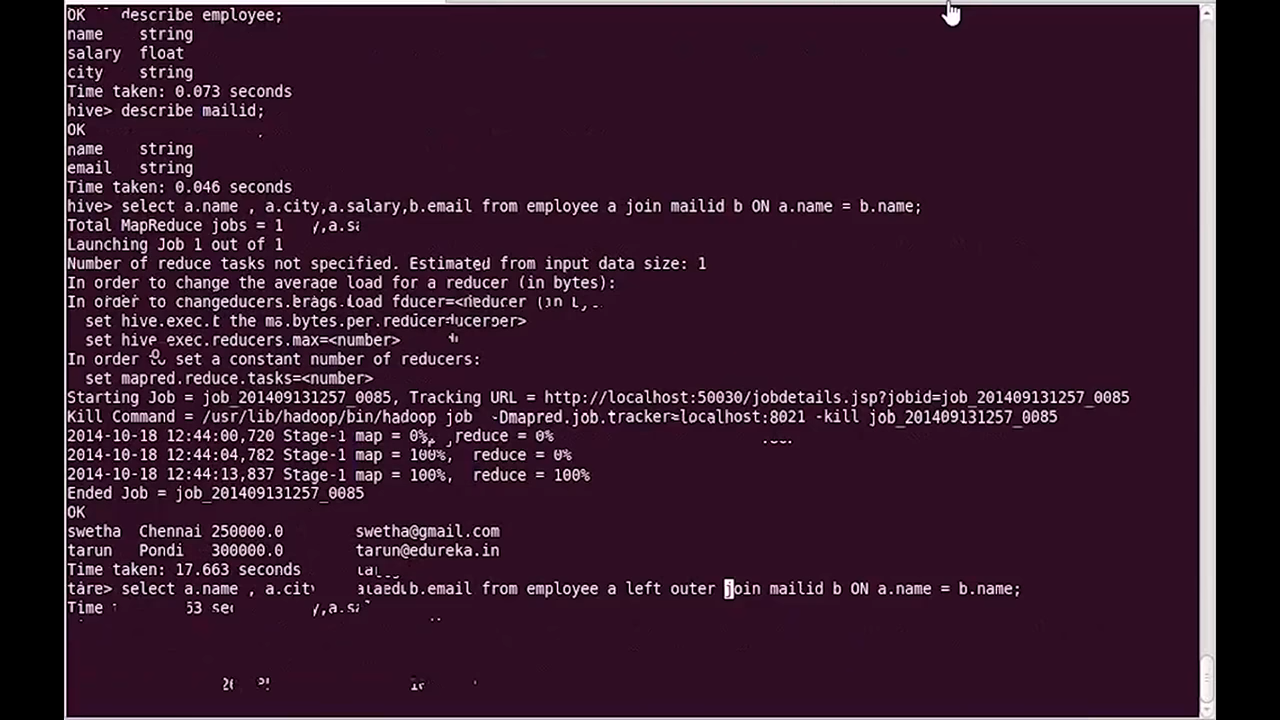 OK describe employee;
name string
salary float
city string
Time taken: 0.073 seconds
hive> describe mailid;
OK
name string
email string
Time taken: 0.046 seconds
hive> select a.name , a.city,a.salary,b.email from employee a join mailid b ON a.name = b.name;
Total MapReduce jobs = 1
Launching Job 1 out of 1
Number of reduce tasks not specified. Estimated from input data size: 1
In order to change the average load for a reducer (in bytes):
In order to
set hive.exec.
set hive.exec.reducers.max=<number>
In order to set a constant number of reducers:
set mapred.reduce.tasks=<number>
Starting Job = job_201409131257_0085, Tracking URL = http://localhost:50030/jobdetails.jsp?jobid=job_201409131257_0085
Kill Command = /usr/lib/hadoop/bin/hadoop job -Dmapred.job.tracker=localhost:8021 -kill job_201409131257_0085
2014-10-18 12:44:00,720 Stage-1 map = 0%, reduce = 0%
2014-10-18 12:44:04,782 Stage-1 map = 100%, reduce = 0%
2014-10-18 12:44:13,837 Stage-1 map = 100%, reduce = 100%
Ended Job = job_201409131257_0085
OK
swetha Chennai 250000.0 swetha@gmail.com
tarun Pondi 300000.0 tarun@edureka.in
Time taken: 17.663 seconds
select a.name , a.city b.email from employee a left outer join mailid b ON a.name = b.name;
Time